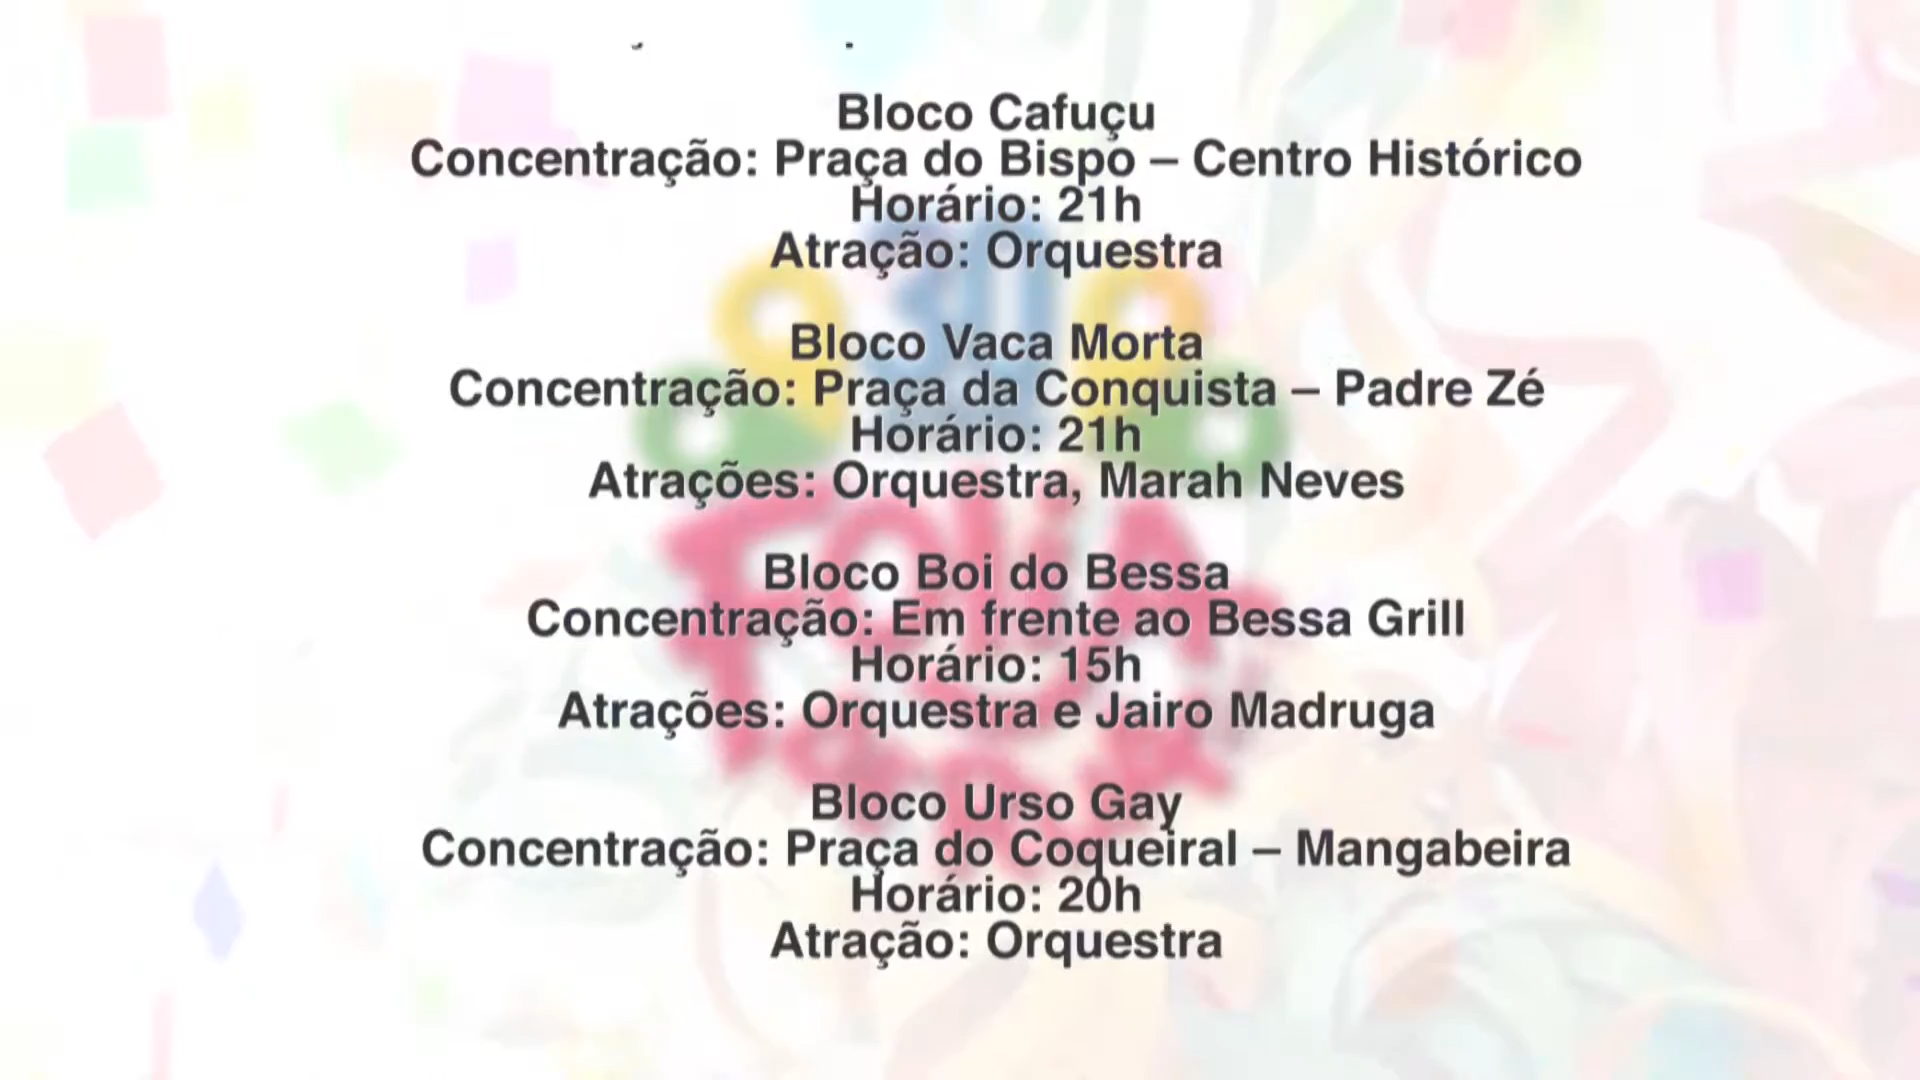 Bloco Cafuçu
Concentração: Praça do Bispo – Centro Histórico
Horário: 21h
Atração: Orquestra
Bloco Vaca Morta
Concentração: Praça da Conquista – Padre Zé
Horário: 21h
Atrações: Orquestra, Marah Neves
Bloco Boi do Bessa
Concentração: Em frente ao Bessa Grill
Horário: 15h
Atrações: Orquestra e Jairo Madruga
Bloco Urso Gay
Concentração: Praça do Coqueiral – Mangabeira
Horário: 20h
Atração: Orquestra
FOLIA